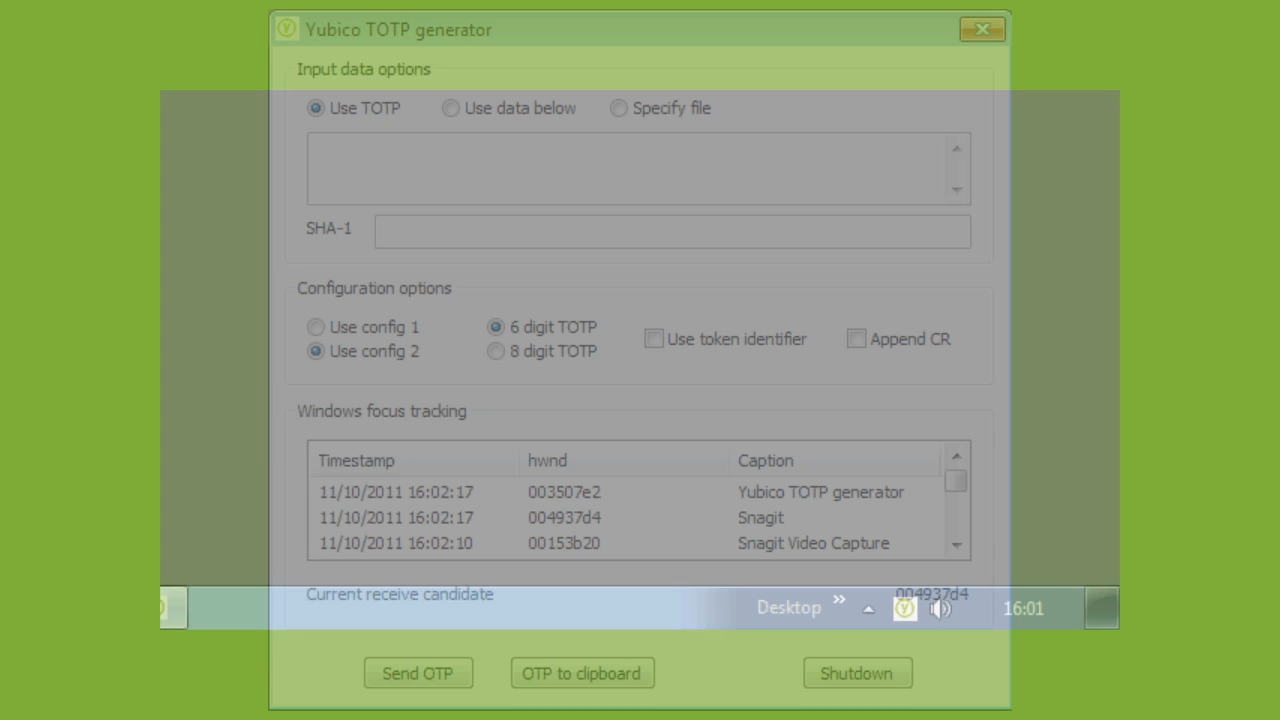 Yubico TOTP generator
Input data options
Use TOTP Use data below Specify file
SHA-1
Configuration options
Use config 1 6 digit TOTP
Use token identifier Append CR
Use config 2 8 digit TOTP
Windows focus tracking
Timestamp hwnd Caption
11/10/2011 16:02:17 003507e2 Yubico TOTP generator
11/10/2011 16:02:17 004937d4 Snagit
11/10/2011 16:02:10 00153b20 Snagit Video Capture
Current receive candidate 004937d4
Desktop » 16:01
Send OTP OTP to clipboard Shutdown